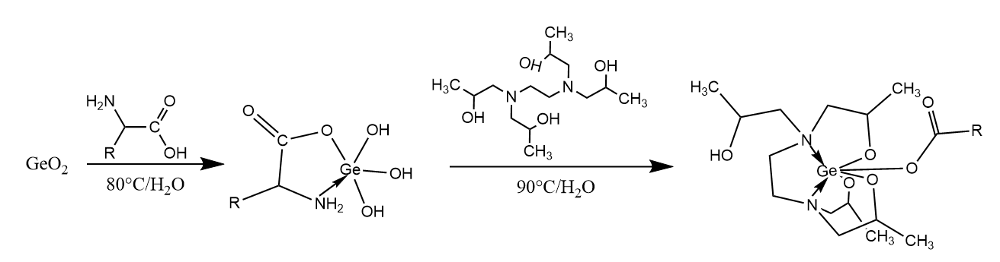 GeO2
H2N
O
C
OH
R
80°C/H2O
O
C
O
OH
Ge
OH
OH
NH2
R
CH3
OH
OH
H3C
N
N
CH3
OH
OH
CH3
90°C/H2O
H3C
HO
N
CH3
O
O
R
O
Ge
O
O
N
CH3
CH3